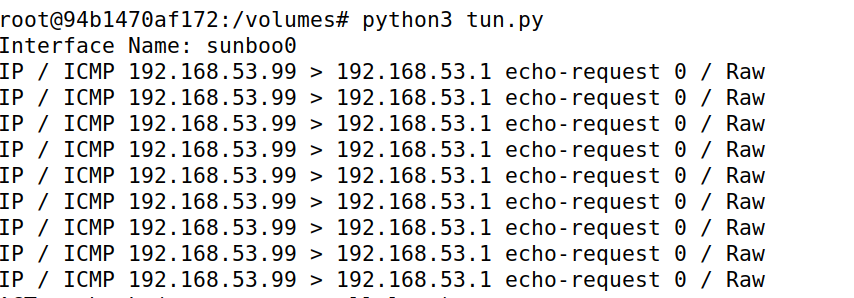 root@94b1470af172:/volumes# python3 tun.py
Interface Name: sunboo0
IP / ICMP 192.168.53.99 > 192.168.53.1 echo-request 0 / Raw
IP / ICMP 192.168.53.99 > 192.168.53.1 echo-request 0 / Raw
IP / ICMP 192.168.53.99 > 192.168.53.1 echo-request 0 / Raw
IP / ICMP 192.168.53.99 > 192.168.53.1 echo-request 0 / Raw
IP / ICMP 192.168.53.99 > 192.168.53.1 echo-request 0 / Raw
IP / ICMP 192.168.53.99 > 192.168.53.1 echo-request 0 / Raw
IP / ICMP 192.168.53.99 > 192.168.53.1 echo-request 0 / Raw
IP / ICMP 192.168.53.99 > 192.168.53.1 echo-request 0 / Raw
IP / ICMP 192.168.53.99 > 192.168.53.1 echo-request 0 / Raw